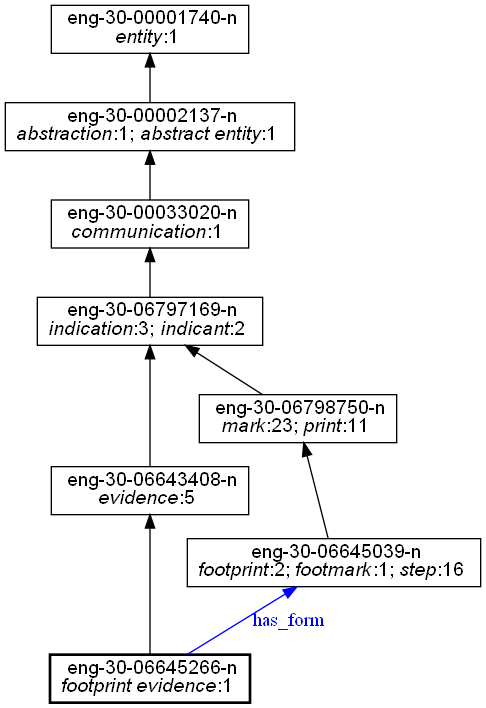 eng-30-00001740-n
entity:1
eng-30-00002137-n
abstraction:1; abstract entity:1
eng-30-00033020-n
communication:1
eng-30-06797169-n
indication:3; indicant:2
eng-30-06798750-n
mark:23; print:11
eng-30-06643408-n
evidence:5
eng-30-06645039-n
footprint:2; footmark:1; step:16
has_form
eng-30-06645266-n
footprint evidence:1